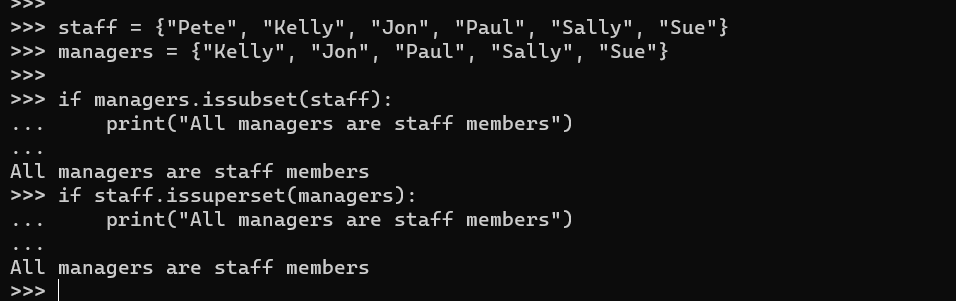 >>>
>>> staff = {"Pete", "Kelly", "Jon", "Paul", "Sally", "Sue"}
>>> managers = {"Kelly", "Jon", "Paul", "Sally", "Sue"}
>>>
>>> if managers.issubset(staff):
...     print("All managers are staff members")
...
All managers are staff members
>>> if staff.issuperset(managers):
...     print("All managers are staff members")
...
All managers are staff members
>>>